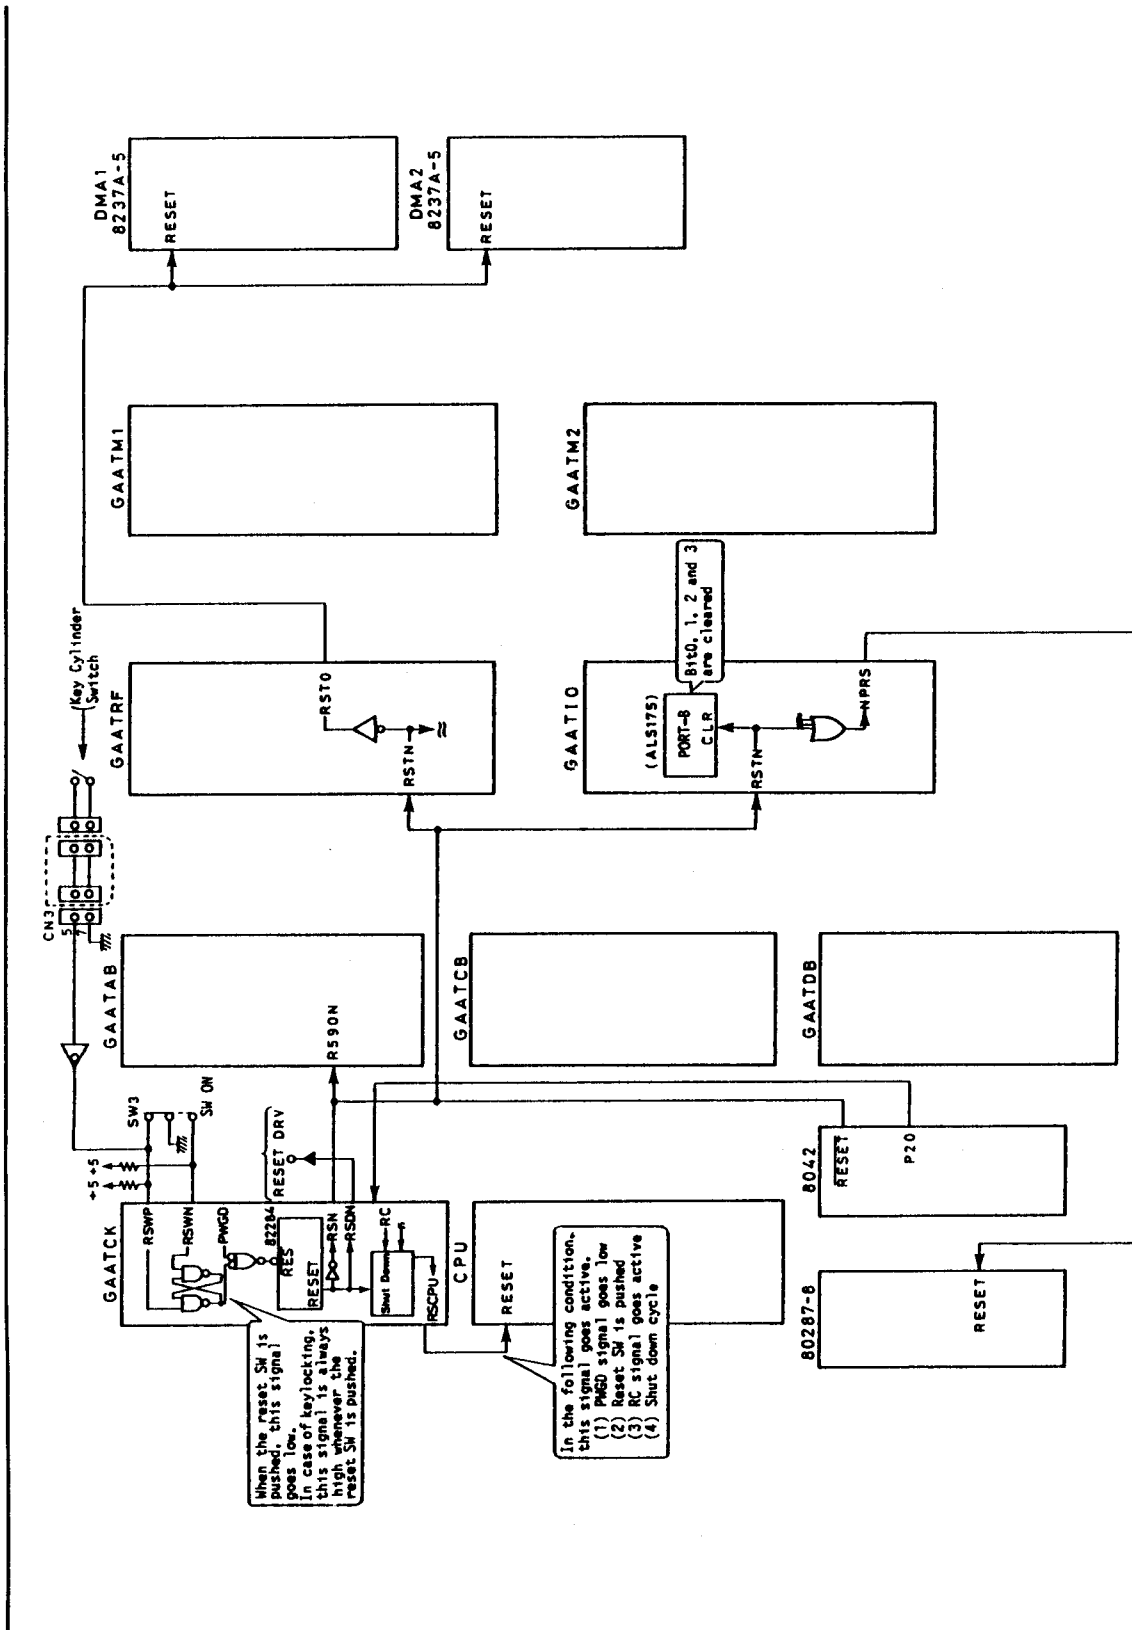 DMA1
8237A-5
RESET
DMA2
8237A-5
RESET
GAATM1
GAATM2
(Key Cylinder
Switch
GAATRF
RSTO
RSTN
GAATIO
(ALS175)
PORT-B
CLR
RSTN
NPRS
Bit0, 1, 2 and 3
are cleared
CN3
5
7
GAATAB
RS90N
GAATCB
GAATDB
SW3
SW ON
+5 +5
GAATCK
RSWP
RSWN
PWGD
82284
RES
RESET
RESET DRV
RSN
RSDN
Shut Down
RC
RSCPU
When the reset SW is
pushed, this signal
goes low.
In case of keylocking,
this signal is always
high whenever the
reset SW is pushed.
CPU
RESET
In the following condition,
this signal goes active.
(1) PWGD signal goes low
(2) Reset SW is pushed
(3) RC signal goes active
(4) Shut down cycle
8042
RESET
P20
80287-8
RESET